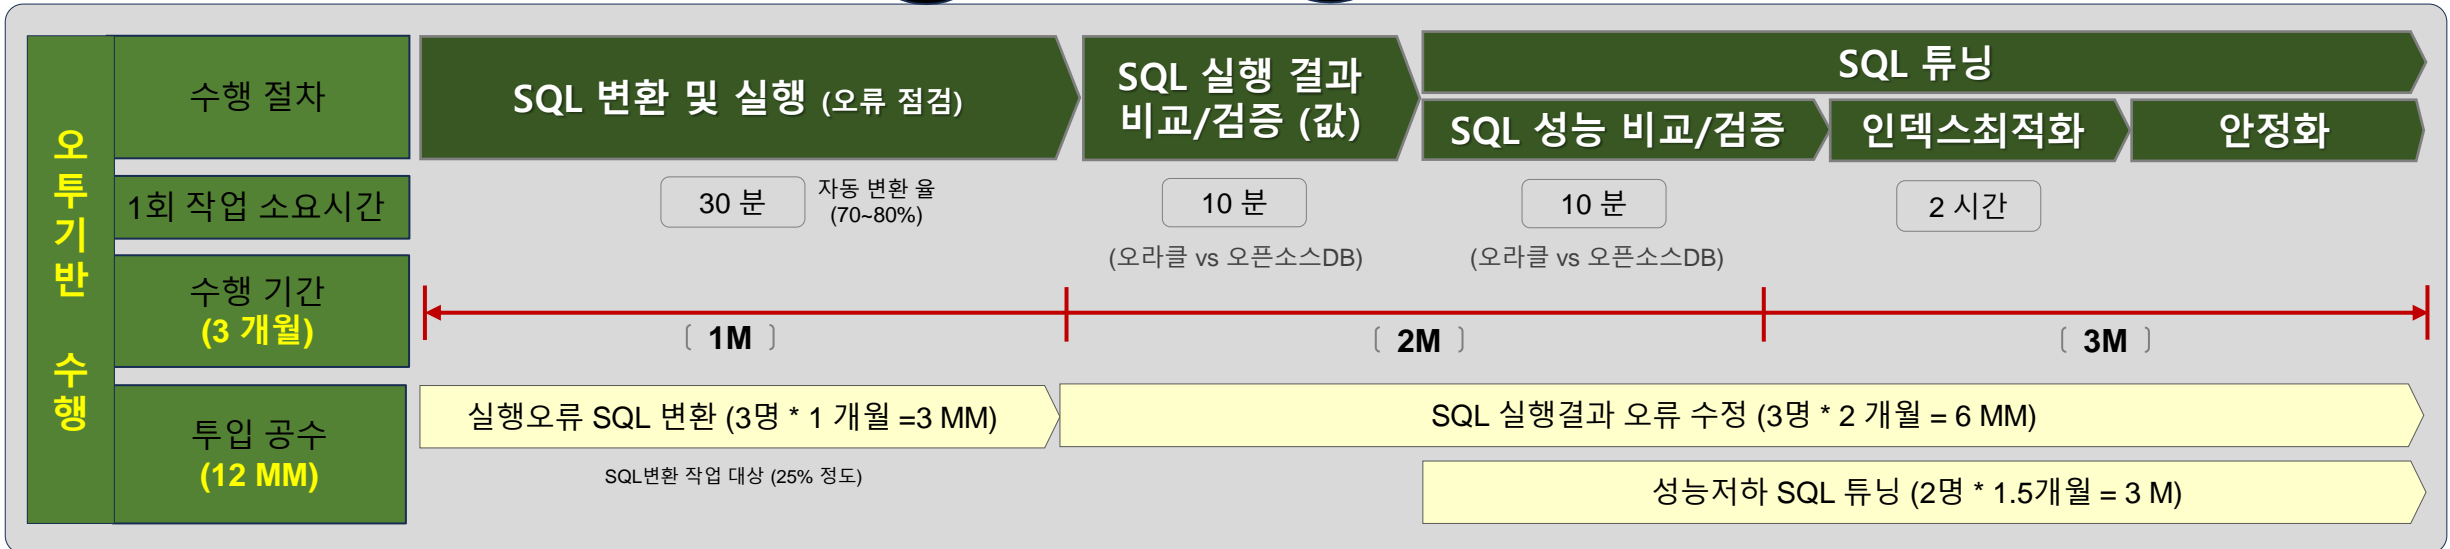 오투기반 수행
수행 절차
SQL 변환 및 실행 (오류 점검)
SQL 실행 결과
비교/검증 (값)
SQL 튜닝
SQL 성능 비교/검증
인덱스최적화
안정화
1회 작업 소요시간
30 분
자동 변환 율
(70~80%)
10 분
(오라클 vs 오픈소스DB)
10 분
(오라클 vs 오픈소스DB)
2 시간
수행 기간
(3 개월)
〔 1M 〕
〔 2M 〕
〔 3M 〕
투입 공수
(12 MM)
실행오류 SQL 변환 (3명 * 1 개월 =3 MM)
SQL변환 작업 대상 (25% 정도)
SQL 실행결과 오류 수정 (3명 * 2 개월 = 6 MM)
성능저하 SQL 튜닝 (2명 * 1.5개월 = 3 M)